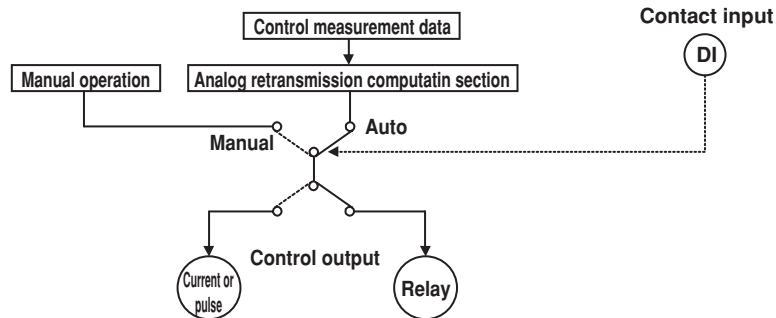 Control measurement data
Contact input
DI
Manual operation
Analog retransmission computatin section
Manual
Auto
Control output
Current or
pulse
Relay